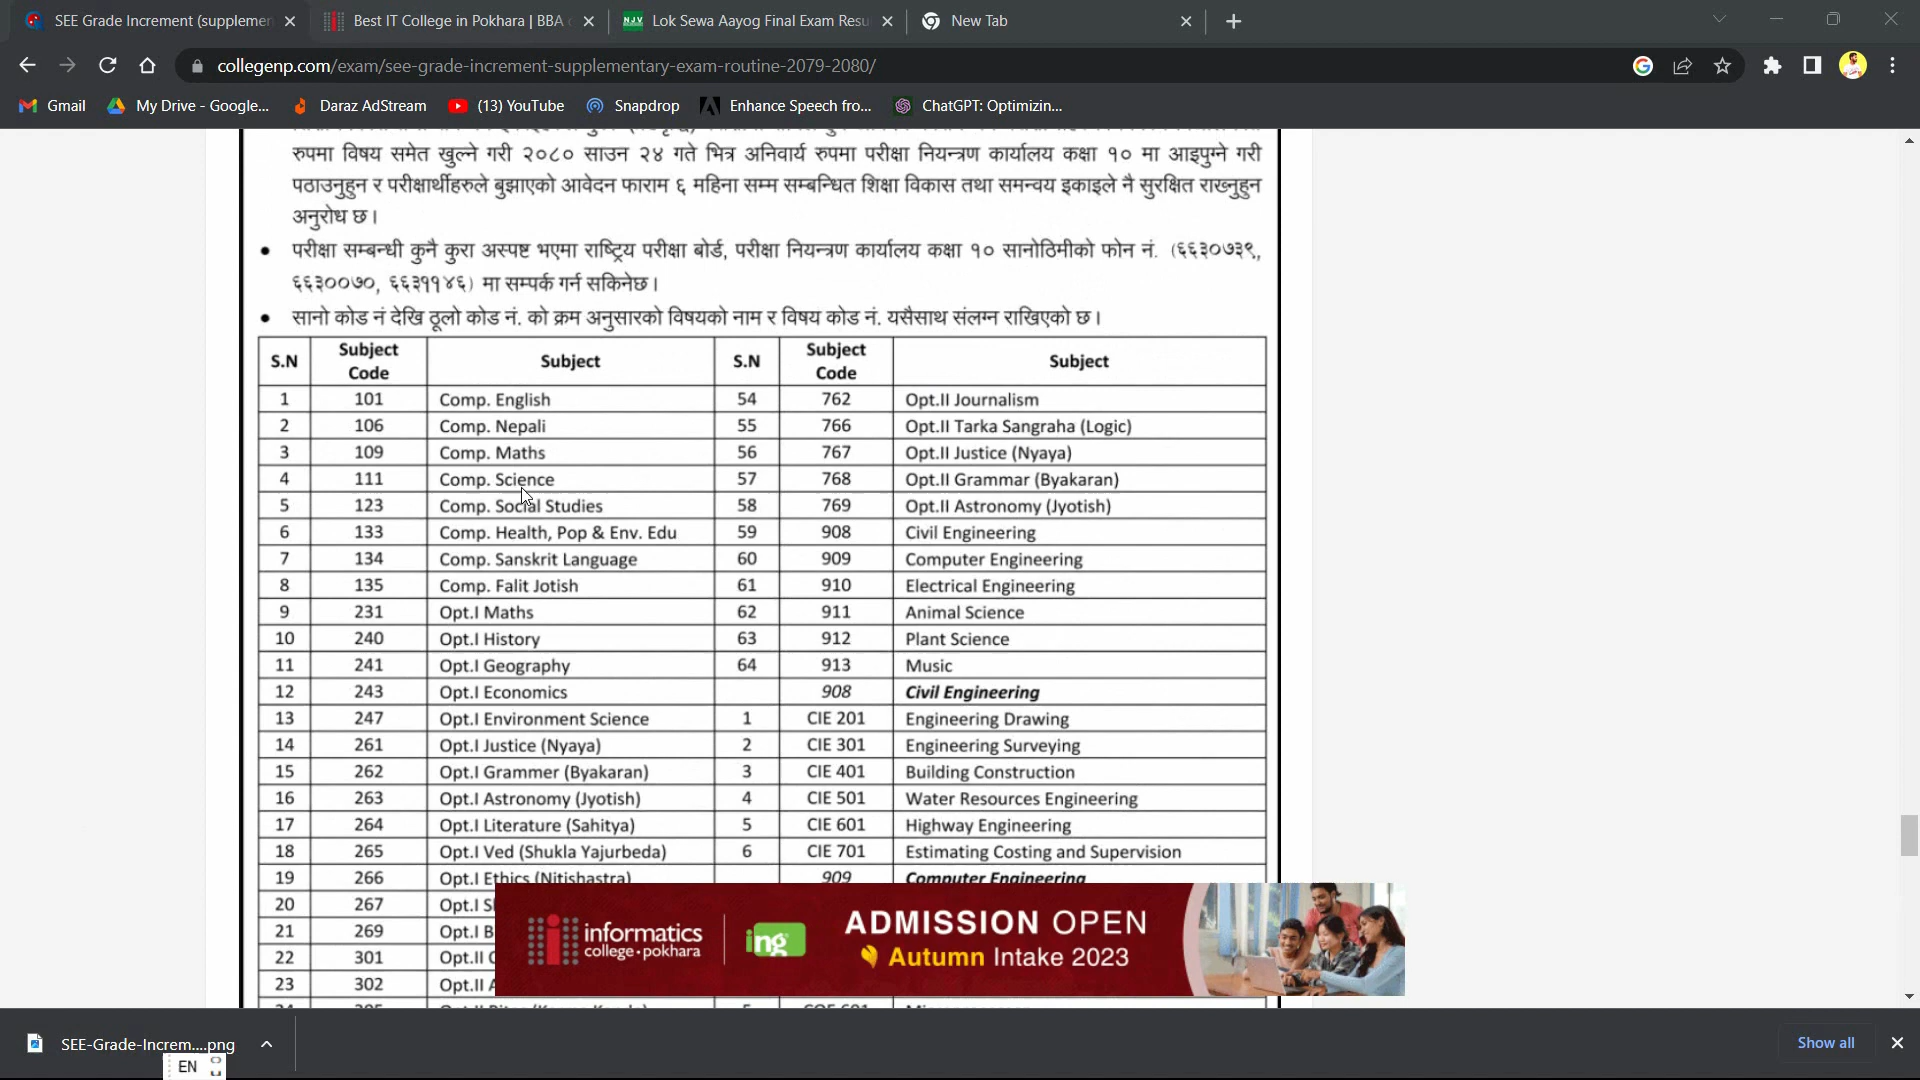 SEE Grade Increment (supplemen
Best IT College in Pokhara | BBA
Lok Sewa Aayog Final Exam Resu
New Tab
collegenp.com/exam/see-grade-increment-supplementary-exam-routine-2079-2080/
Gmail
My Drive - Google...
Daraz AdStream
(13) YouTube
Snapdrop
Enhance Speech fro...
ChatGPT: Optimizin...
रुपमा विषय समेत खुल्ने गरी २०८० साउन २४ गते भित्र अनिवार्य रुपमा परीक्षा नियन्त्रण कार्यालय कक्षा १० मा आइपुग्ने गरी
पठाउनुहुन र परीक्षार्थीहरुले बुझाएको आवेदन फाराम ६ महिना सम्म सम्बन्धित शिक्षा विकास तथा समन्वय इकाइले नै सुरक्षित राख्नुहुन
अनुरोध छ।
• परीक्षा सम्बन्धी कुनै कुरा अस्पष्ट भएमा राष्ट्रिय परीक्षा बोर्ड, परीक्षा नियन्त्रण कार्यालय कक्षा १० सानोठिमीको फोन नं. (६६३०७३९,
६६३००७०, ६६३११४६) मा सम्पर्क गर्न सकिनेछ।
• सानो कोड नं देखि ठूलो कोड नं. को क्रम अनुसारको विषयको नाम र विषय कोड नं. यसैसाथ संलग्न राखिएको छ।
S.N Subject Code Subject S.N Subject Code Subject
1 101 Comp. English 54 762 Opt.II Journalism
2 106 Comp. Nepali 55 766 Opt.II Tarka Sangraha (Logic)
3 109 Comp. Maths 56 767 Opt.II Justice (Nyaya)
4 111 Comp. Science 57 768 Opt.II Grammar (Byakaran)
5 123 Comp. Social Studies 58 769 Opt.II Astronomy (Jyotish)
6 133 Comp. Health, Pop & Env. Edu 59 908 Civil Engineering
7 134 Comp. Sanskrit Language 60 909 Computer Engineering
8 135 Comp. Falit Jotish 61 910 Electrical Engineering
9 231 Opt.I Maths 62 911 Animal Science
10 240 Opt.I History 63 912 Plant Science
11 241 Opt.I Geography 64 913 Music
12 243 Opt.I Economics 908 Civil Engineering
13 247 Opt.I Environment Science 1 CIE 201 Engineering Drawing
14 261 Opt.I Justice (Nyaya) 2 CIE 301 Engineering Surveying
15 262 Opt.I Grammer (Byakaran) 3 CIE 401 Building Construction
16 263 Opt.I Astronomy (Jyotish) 4 CIE 501 Water Resources Engineering
17 264 Opt.I Literature (Sahitya) 5 CIE 601 Highway Engineering
18 265 Opt.I Ved (Shukla Yajurbeda) 6 CIE 701 Estimating Costing and Supervision
19 266 Opt.I Ethics (Nitishastra) 909 Computer Engineering
20 267 Opt.I
21 269 Opt.I B
22 301 Opt.II
23 302 Opt.II A
informatics
college • pokhara
ing
ADMISSION OPEN
Autumn Intake 2023
SEE-Grade-Increm....png
Show all
EN